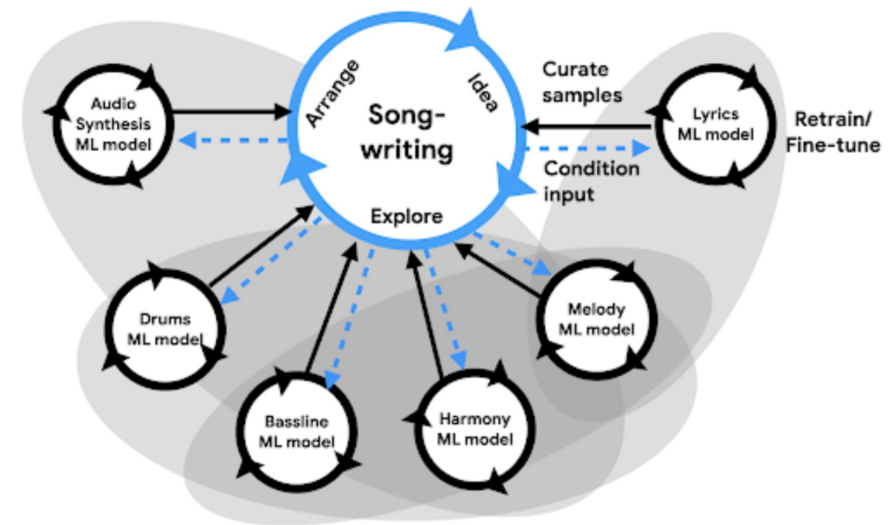 Arrange
Idea
Song-
writing
Explore
Audio
Synthesis
ML model
Curate
samples
Condition
input
Lyrics
ML model
Retrain/
Fine-tune
Drums
ML model
Bassline
ML model
Harmony
ML model
Melody
ML model